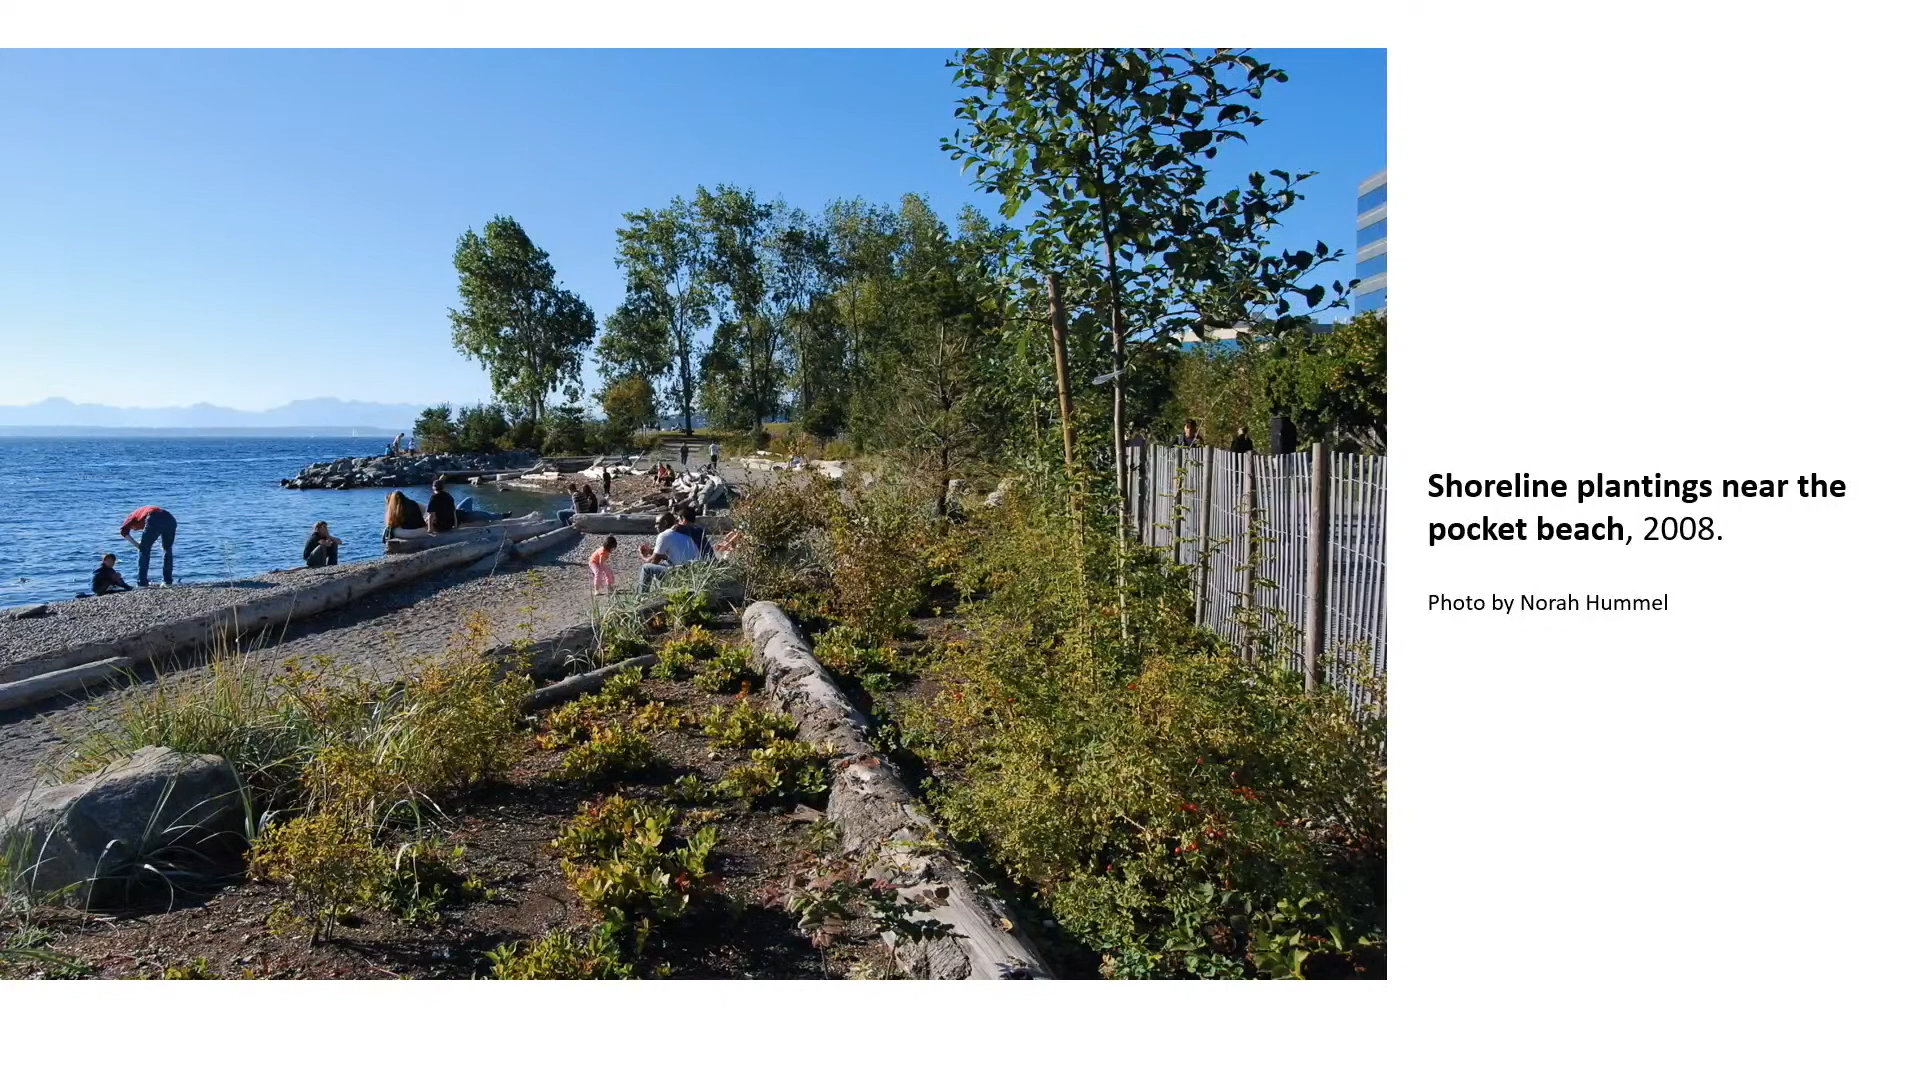 Shoreline plantings near the
pocket beach, 2008.
Photo by Norah Hummel